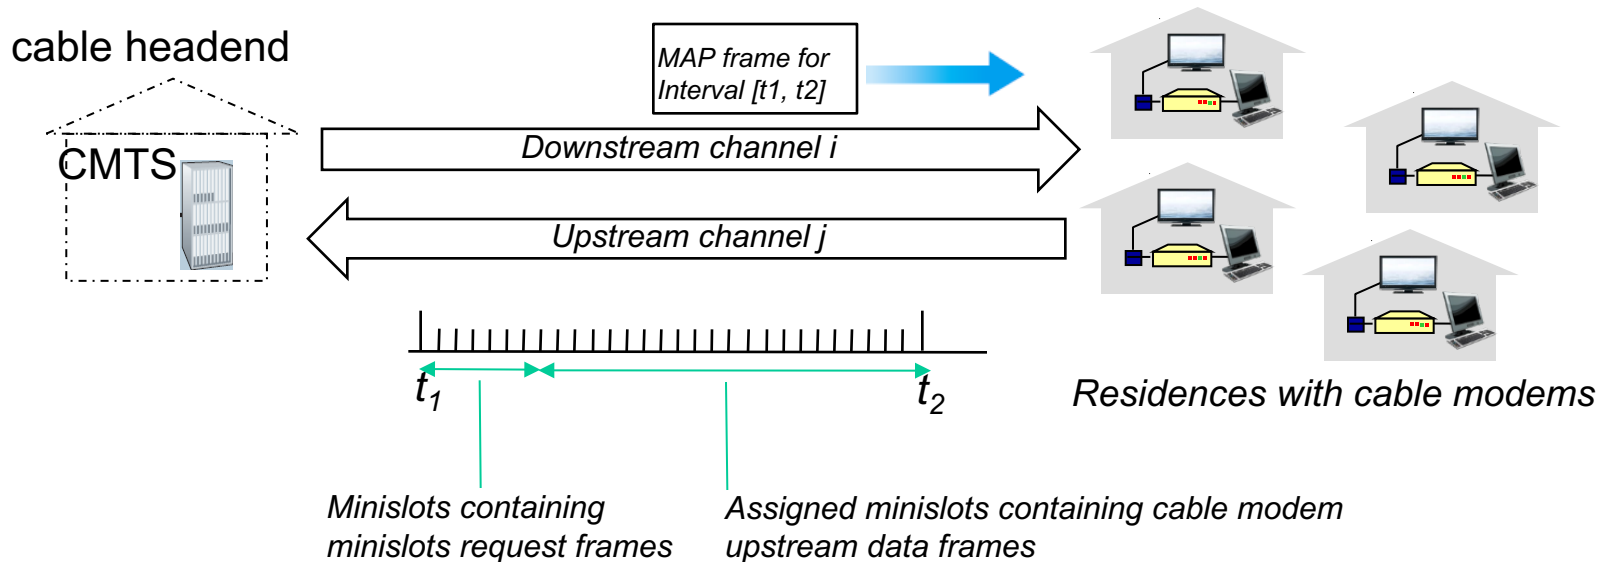 cable headend
MAP frame for
Interval [t1, t2]
CMTS
Downstream channel i
Upstream channel j
t1
t2
Residences with cable modems
Minislots containing
minislots request frames
Assigned minislots containing cable modem
upstream data frames